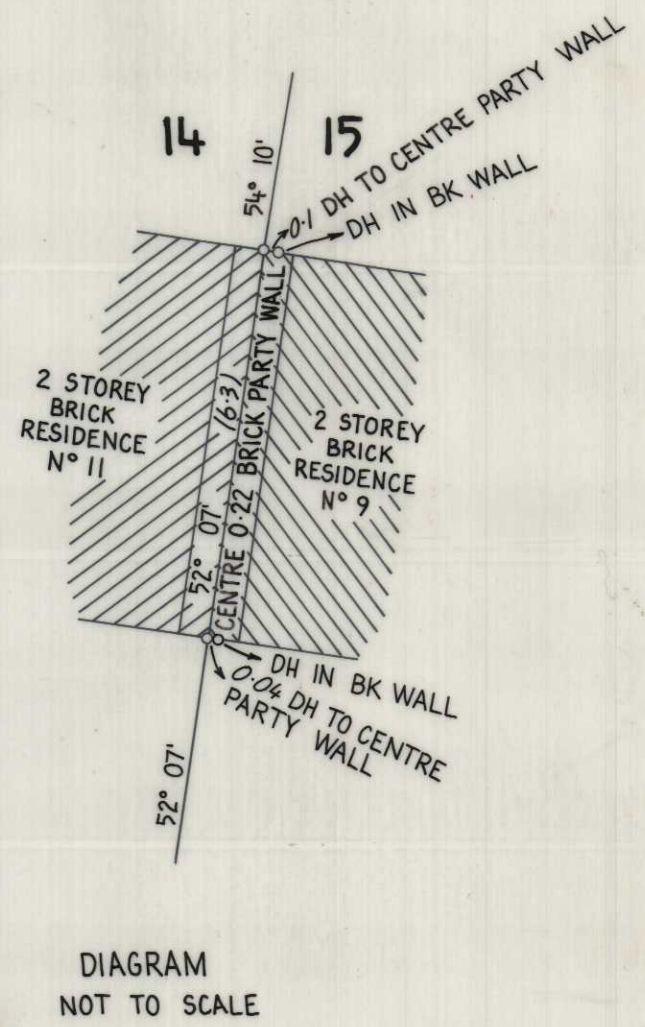 14
15
54° 10'
0·1 DH TO CENTRE PARTY WALL
DH IN BK WALL
2 STOREY
BRICK
RESIDENCE
Nº 11
52° 07'
(6·3)
CENTRE 0·22 BRICK PARTY WALL
2 STOREY
BRICK
RESIDENCE
Nº 9
DH IN BK WALL
0·04 DH TO CENTRE
PARTY WALL
52° 07'
DIAGRAM
NOT TO SCALE